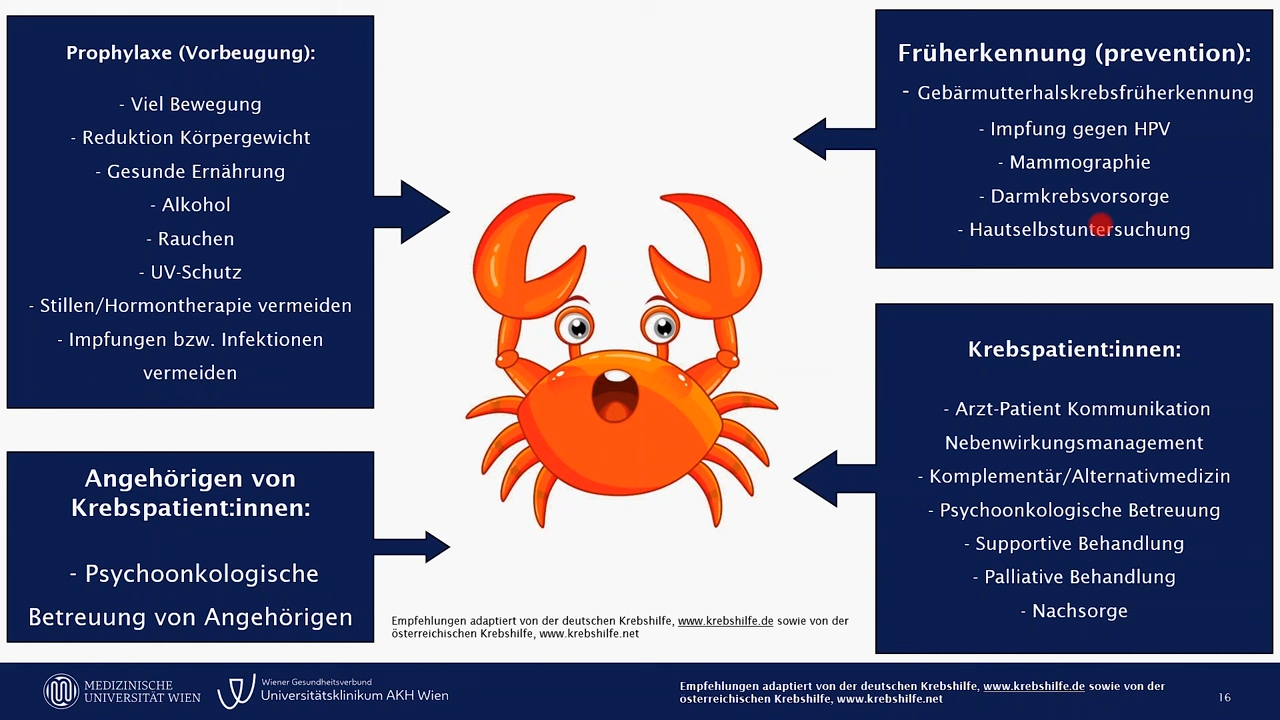 Prophylaxe (Vorbeugung):
- Viel Bewegung
- Reduktion Körpergewicht
- Gesunde Ernährung
- Alkohol
- Rauchen
- UV-Schutz
- Stillen/Hormontherapie vermeiden
- Impfungen bzw. Infektionen
vermeiden
Angehörigen von
Krebspatient:innen:
- Psychoonkologische
Betreuung von Angehörigen
Früherkennung (prevention):
- Gebärmutterhalskrebsfrüherkennung
- Impfung gegen HPV
- Mammographie
- Darmkrebsvorsorge
- Hautselbstuntersuchung
Krebspatient:innen:
- Arzt-Patient Kommunikation
Nebenwirkungsmanagement
- Komplementär/Alternativmedizin
- Psychoonkologische Betreuung
- Supportive Behandlung
- Palliative Behandlung
- Nachsorge
Empfehlungen adaptiert von der deutschen Krebshilfe, www.krebshilfe.de sowie von der
österreichischen Krebshilfe, www.krebshilfe.net
MEDIZINISCHE
UNIVERSITÄT WIEN
Wiener Gesundheitsverbund
Universitätsklinikum AKH Wien
Empfehlungen adaptiert von der deutschen Krebshilfe, www.krebshilfe.de sowie von der
österreichischen Krebshilfe, www.krebshilfe.net
16